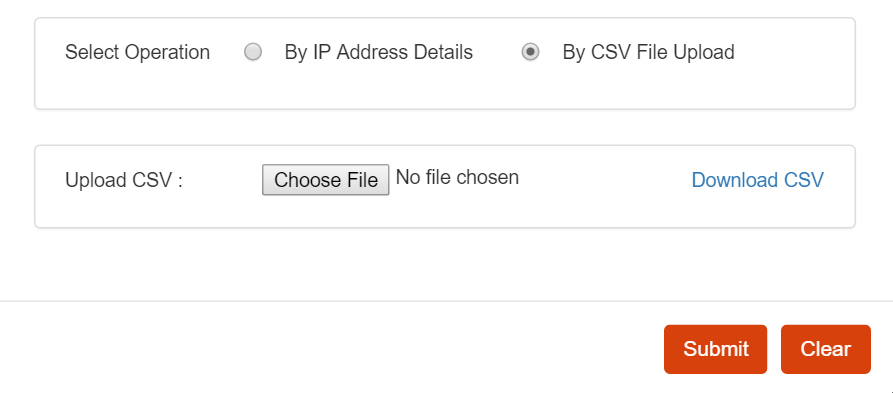 Select Operation By IP Address Details By CSV File Upload
Upload CSV : Choose File No file chosen Download CSV
Submit Clear